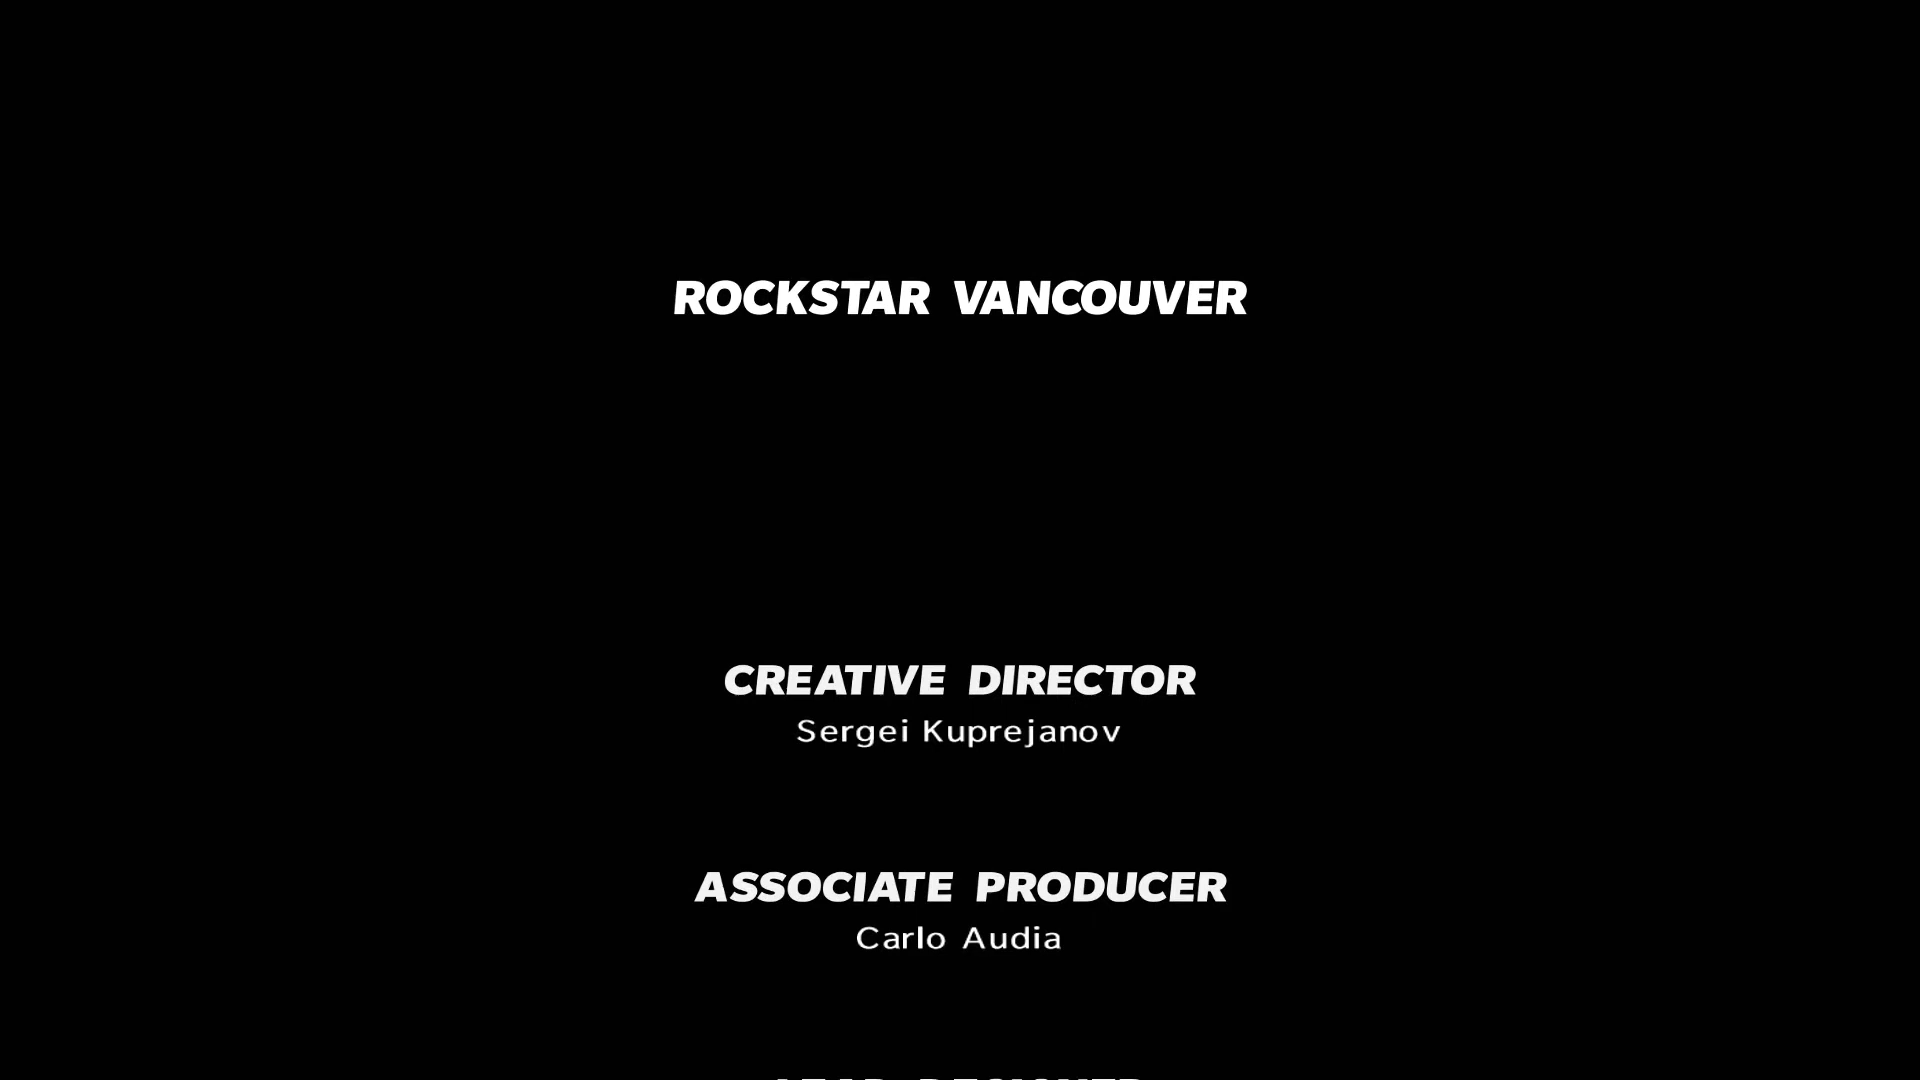 ROCKSTAR VANCOUVER
CREATIVE DIRECTOR
Sergei Kuprejanov
ASSOCIATE PRODUCER
Carlo Audia